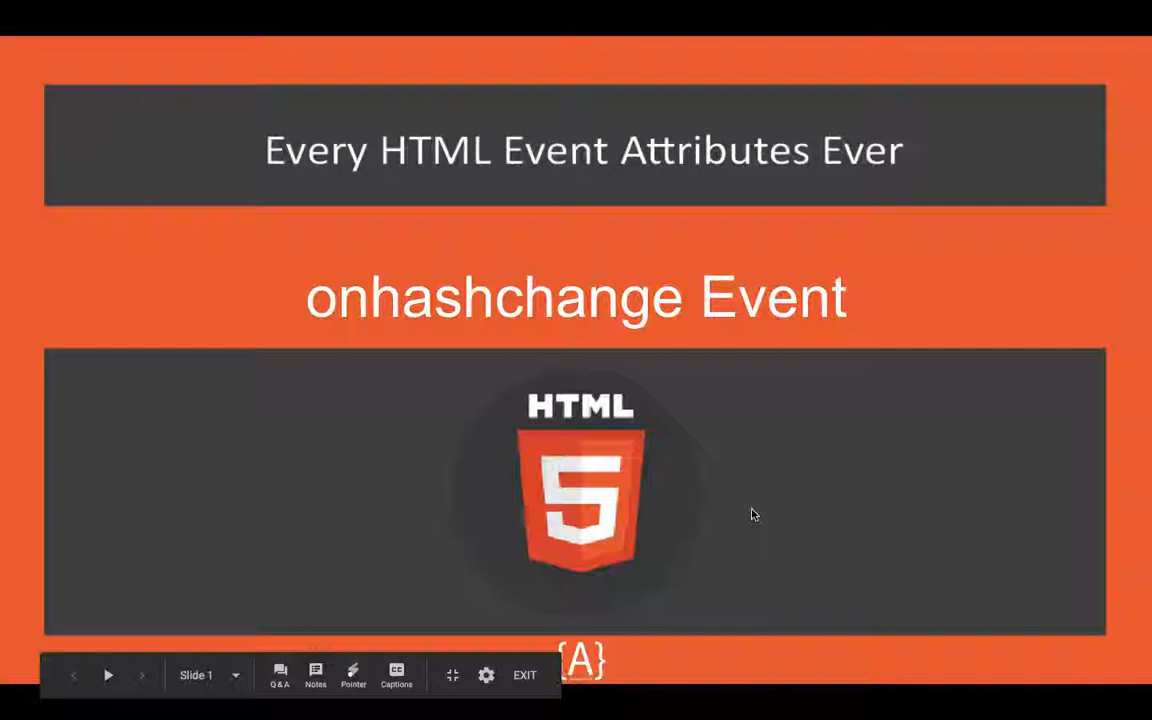 Every HTML Event Attributes Ever
onhashchange Event
HTML
5
{A}
Slide 1
Q&A
Notes
Pointer
CC
Captions
EXIT